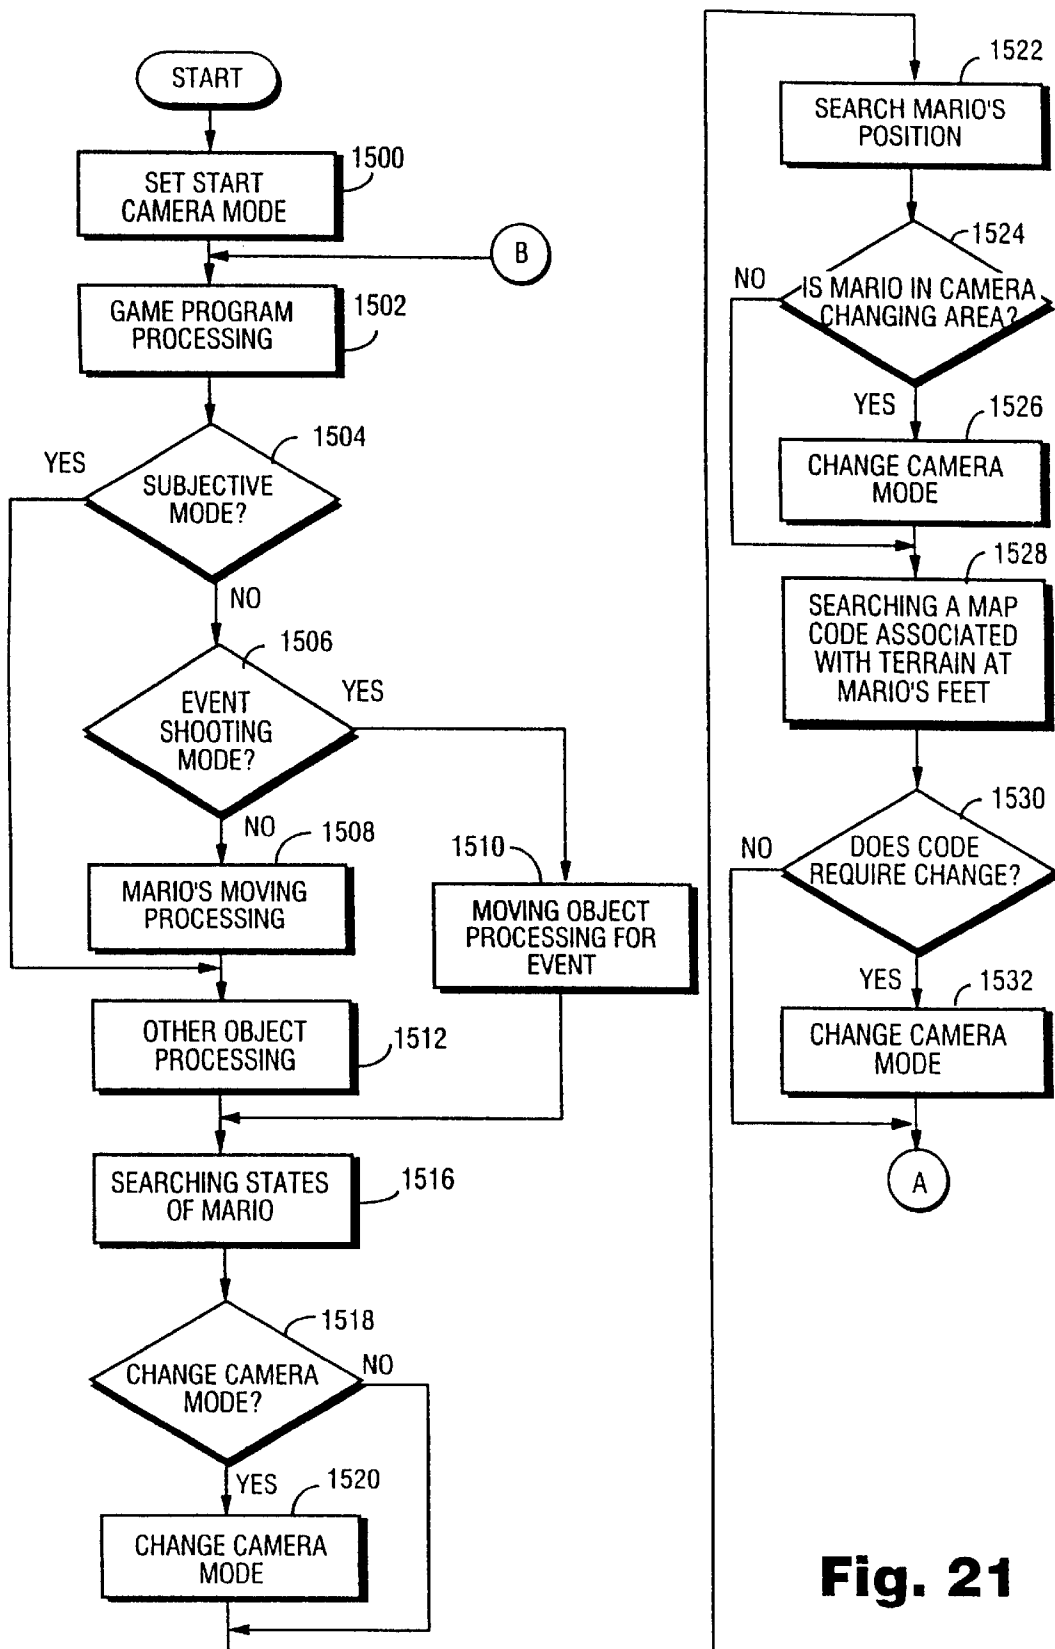 START
1500
SET START
CAMERA MODE
B
1502
GAME PROGRAM
PROCESSING
1504
YES
SUBJECTIVE
MODE?
NO
1506
YES
EVENT
SHOOTING
MODE?
NO
1508
MARIO'S MOVING
PROCESSING
1510
MOVING OBJECT
PROCESSING FOR
EVENT
OTHER OBJECT
PROCESSING
1512
SEARCHING STATES
OF MARIO
1516
1518
CHANGE CAMERA
MODE?
NO
YES
1520
CHANGE CAMERA
MODE
1522
SEARCH MARIO'S
POSITION
1524
NO
IS MARIO IN CAMERA
CHANGING AREA?
YES
1526
CHANGE CAMERA
MODE
1528
SEARCHING A MAP
CODE ASSOCIATED
WITH TERRAIN AT
MARIO'S FEET
1530
NO
DOES CODE
REQUIRE CHANGE?
YES
1532
CHANGE CAMERA
MODE
A
Fig. 21